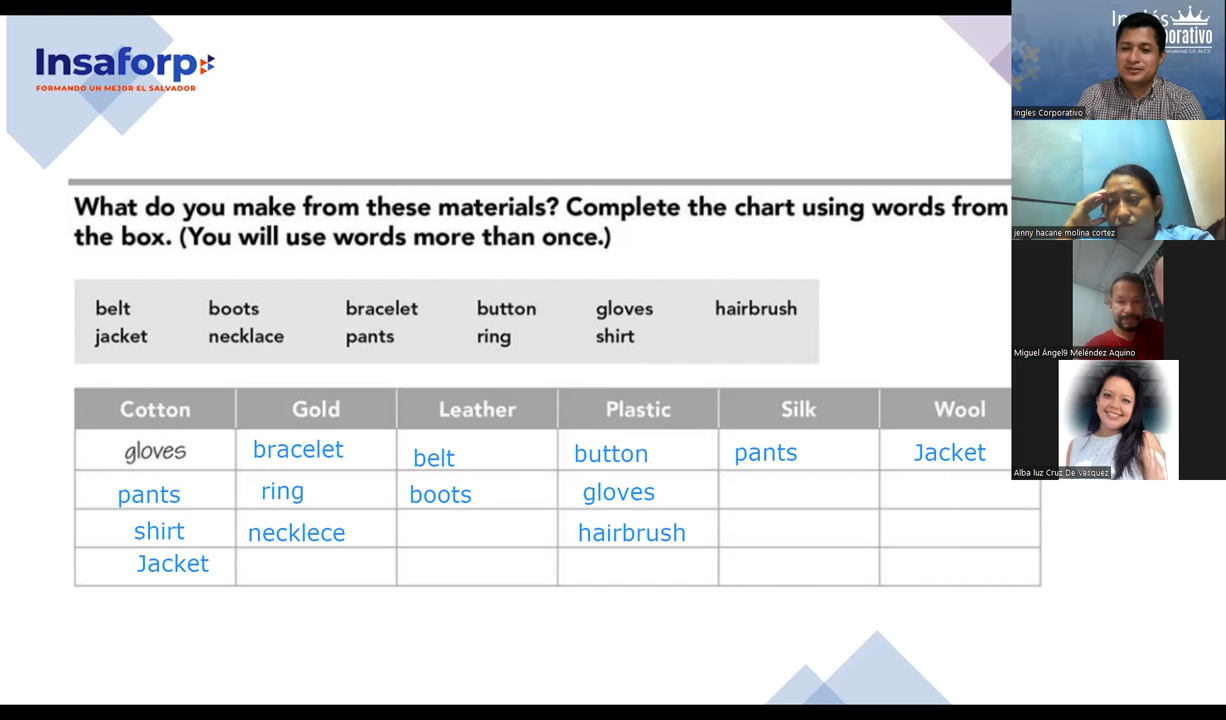 Insaforp
FORMANDO UN MEJOR EL SALVADOR
What do you make from these materials? Complete the chart using words from
the box. (You will use words more than once.)
belt boots bracelet button gloves hairbrush
jacket necklace pants ring shirt
Cotton Gold Leather Plastic Silk Wool
gloves bracelet belt button pants Jacket
pants ring boots gloves
shirt necklece hairbrush
Jacket
Ingles Corporativo
jenny hacane molina cortez
Miguel Ángel9 Meléndez Aquino
Alba luz Cruz De Vasquez